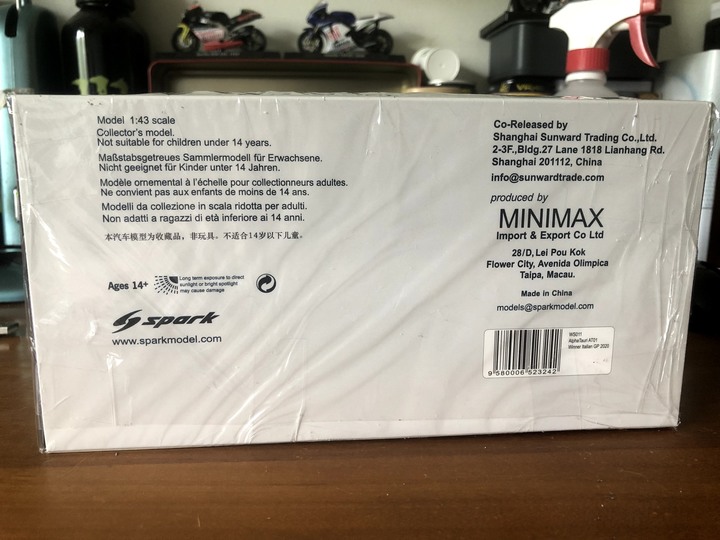 Model 1:43 scale
Collector's model.
Not suitable for children under 14 years.
Maßstabsgetreues Sammlermodell für Erwachsene.
Nicht geeignet für Kinder unter 14 Jahren.
Modèle ornemental à l'échelle pour collectionneurs adultes.
Ne convient pas aux enfants de moins de 14 ans.
Modelli da collezione in scala ridotta per adulti.
Non adatti a ragazzi di età inferiore ai 14 anni.
本汽车模型为收藏品，非玩具。不适合14岁以下儿童。
Ages 14+
Long term exposure to direct
sunlight or bright spotlight
may cause damage
spark
www.sparkmodel.com
Co-Released by
Shanghai Sunward Trading Co.,Ltd.
2-3F.,Bldg.27 Lane 1818 Lianhang Rd.
Shanghai 201112, China
info@sunwardtrade.com
produced by
MINIMAX
Import & Export Co Ltd
28/D, Lei Pou Kok
Flower City, Avenida Olimpica
Taipa, Macau.
Made in China
models@sparkmodel.com
WS011
AlphaTauri AT01
Winner Italian GP 2020
9 580006 523242